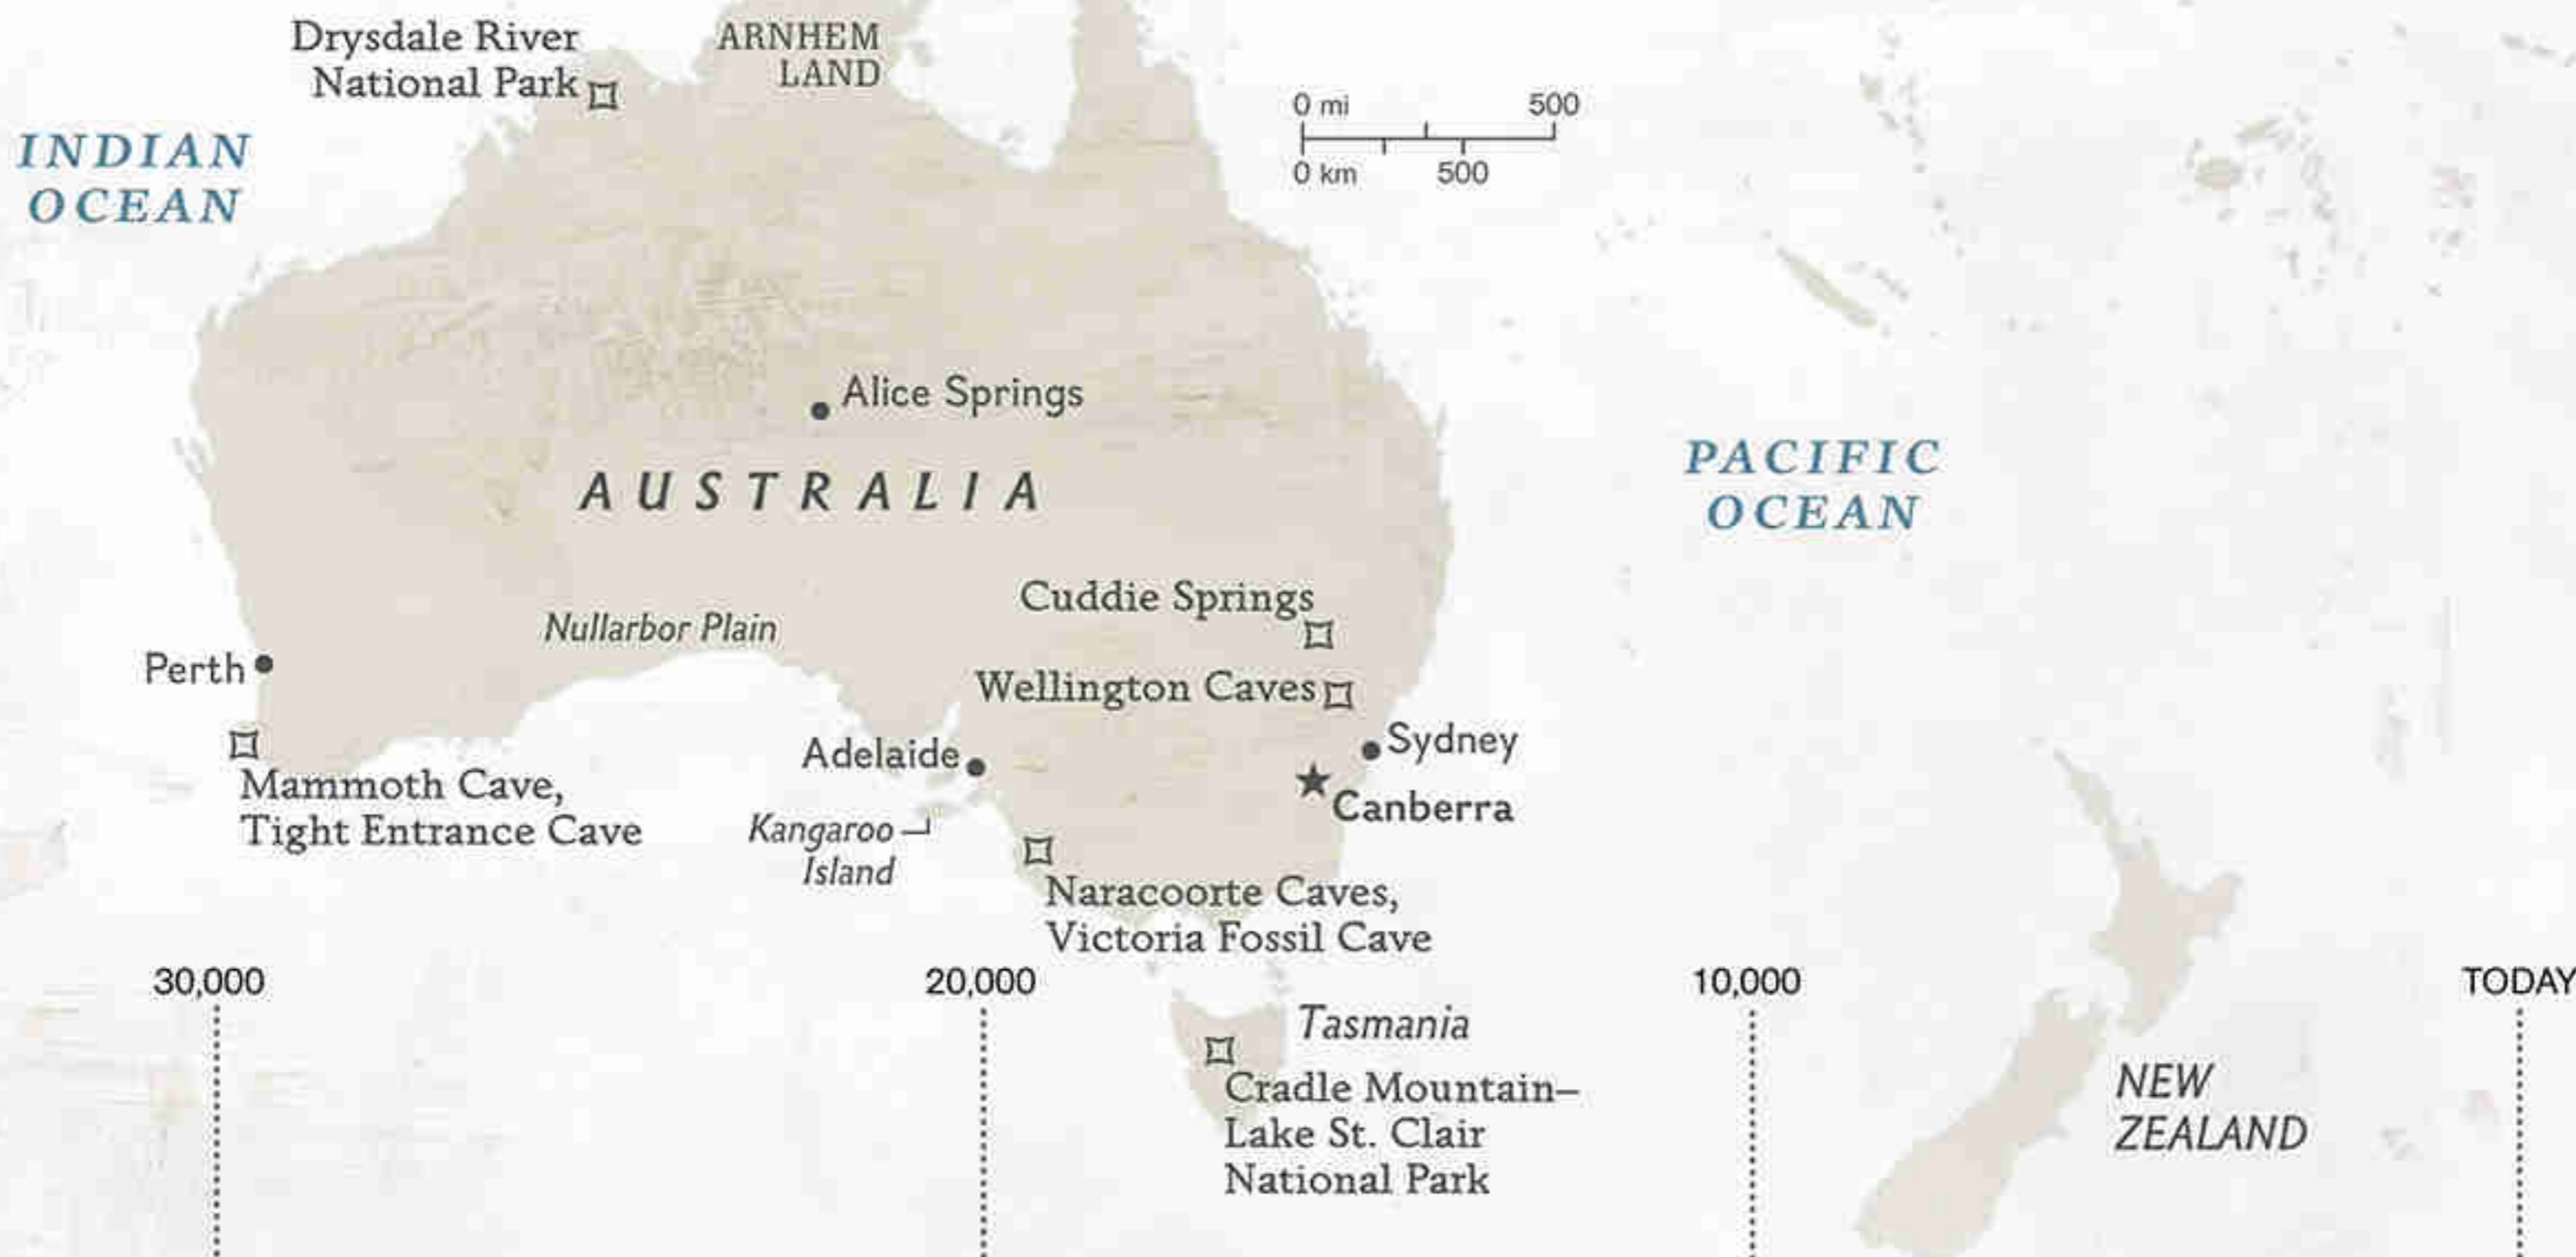 Drysdale River
National Park
ARNHEM
LAND
INDIAN
OCEAN
0 mi 500
0 km 500
Alice Springs
AUSTRALIA
PACIFIC
OCEAN
Cuddie Springs
Nullarbor Plain
Perth
Wellington Caves
Sydney
Adelaide
Canberra
Mammoth Cave,
Tight Entrance Cave
Kangaroo
Island
Naracoorte Caves,
Victoria Fossil Cave
30,000 20,000 10,000 TODAY
Tasmania
Cradle Mountain–
Lake St. Clair
National Park
NEW
ZEALAND